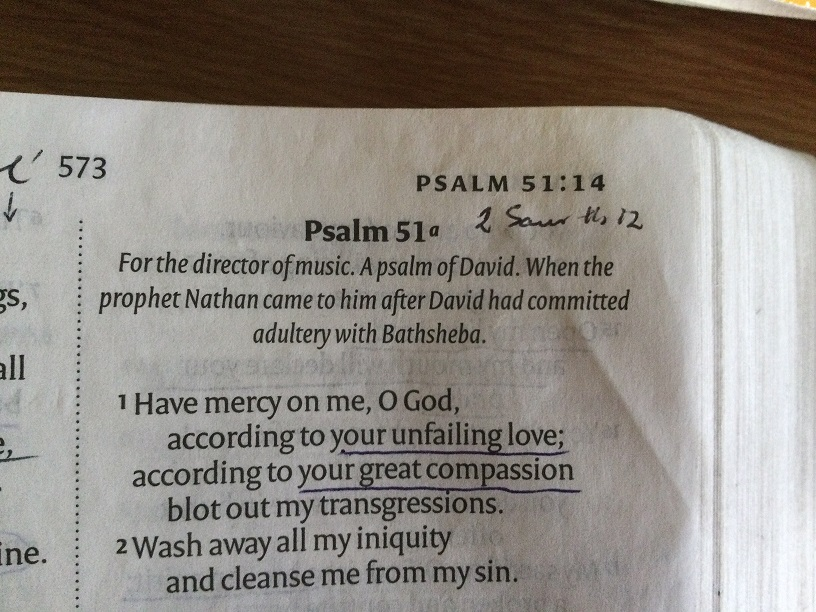 573
PSALM 51:14
Psalm 51a 2 Sam 11, 12
For the director of music. A psalm of David. When the
prophet Nathan came to him after David had committed
adultery with Bathsheba.
1 Have mercy on me, O God,
according to your unfailing love;
according to your great compassion
blot out my transgressions.
2 Wash away all my iniquity
and cleanse me from my sin.
gs,
all
e,
ine.